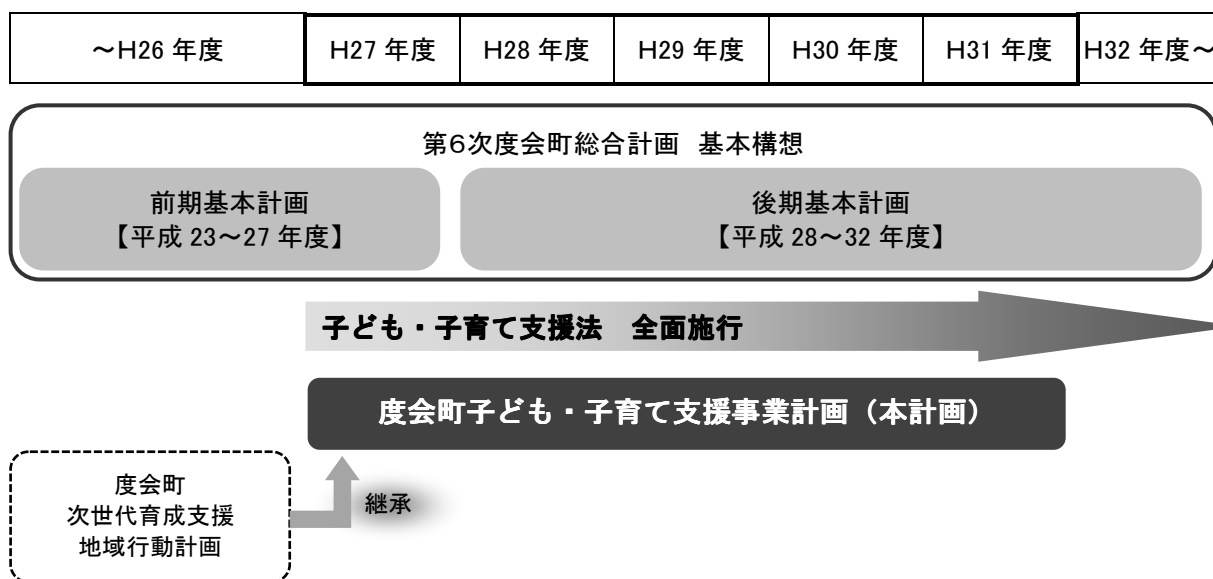 ～H26 年度 H27 年度 H28 年度 H29 年度 H30 年度 H31 年度 H32 年度～
第6次度会町総合計画 基本構想
前期基本計画
【平成 23～27 年度】
後期基本計画
【平成 28～32 年度】
子ども・子育て支援法 全面施行
度会町子ども・子育て支援事業計画（本計画）
度会町
次世代育成支援
地域行動計画
継承